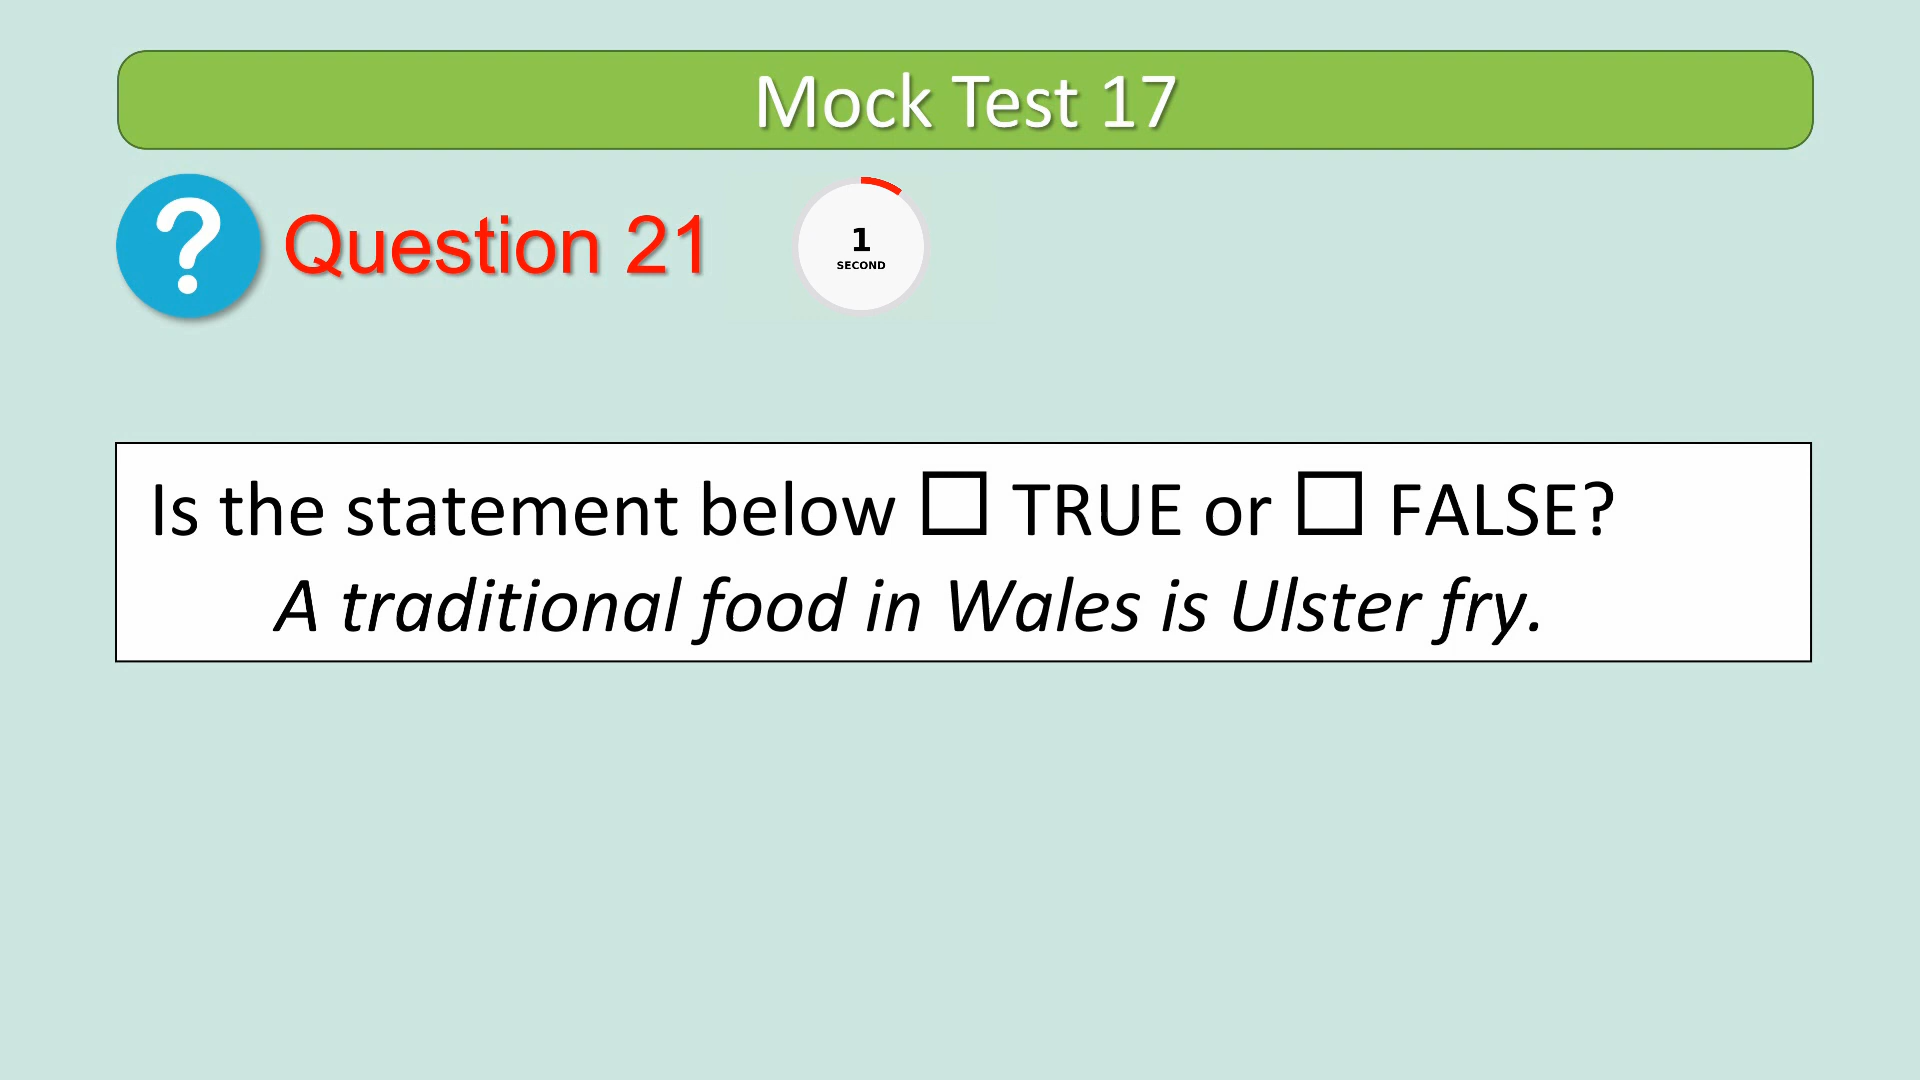 Mock Test 17
? Question 21
1
SECOND
Is the statement below ☐ TRUE or ☐ FALSE?
A traditional food in Wales is Ulster fry.